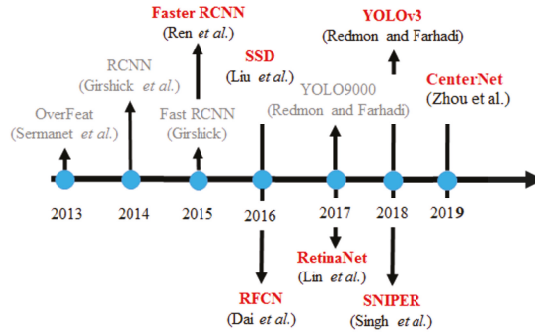 Faster RCNN
(Ren et al.)
YOLOv3
(Redmon and Farhadi)
SSD
(Liu et al.)
RCNN
(Girshick et al.)
CenterNet
(Zhou et al.)
YOLO9000
(Redmon and Farhadi)
OverFeat
(Sermanet et al.)
Fast RCNN
(Girshick)
2013
2014
2015
2016
2017
2018
2019
RetinaNet
(Lin et al.)
RFCN
(Dai et al.)
SNIPER
(Singh et al.)